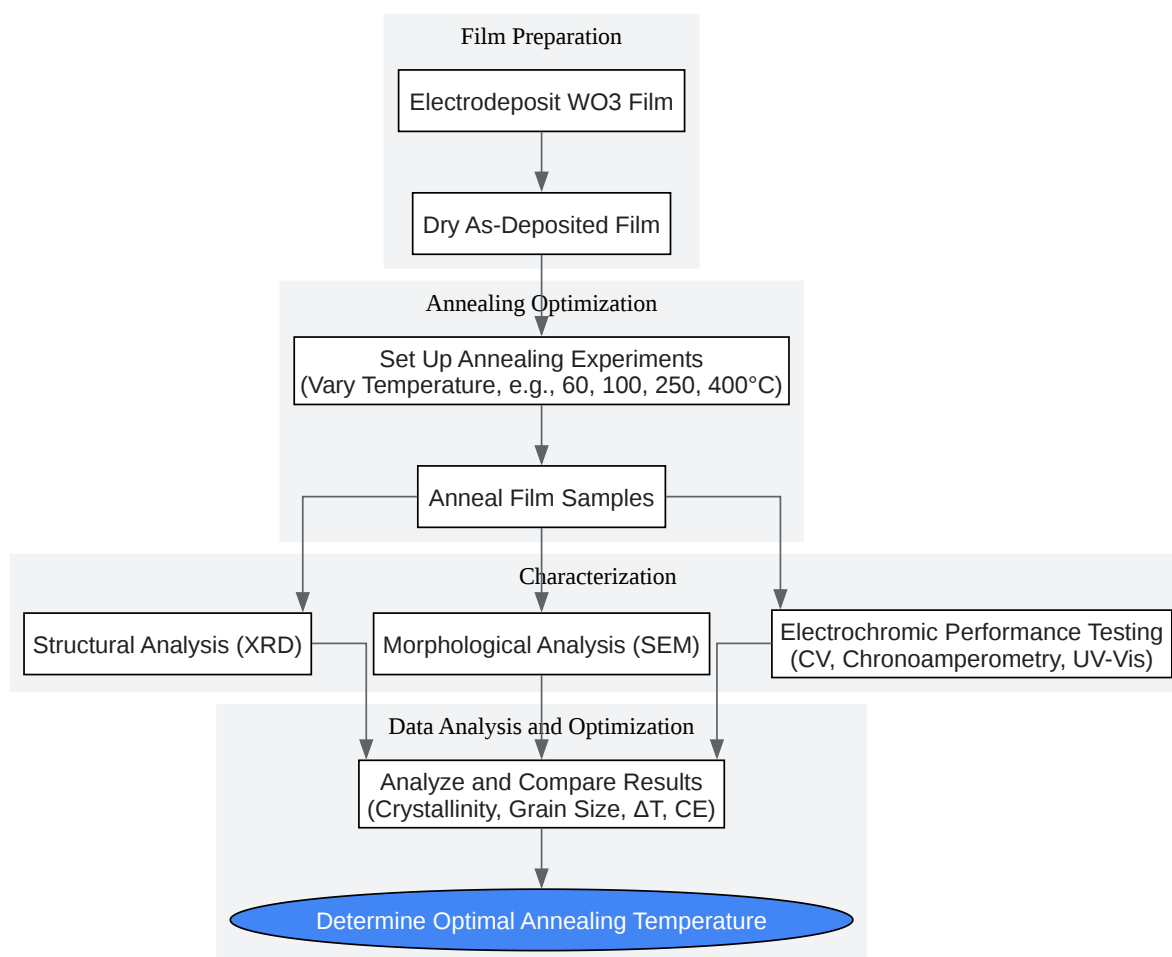 Film Preparation
Electrodeposit WO3 Film
Dry As-Deposited Film
Annealing Optimization
Set Up Annealing Experiments
(Vary Temperature, e.g., 60, 100, 250, 400°C)
Anneal Film Samples
Characterization
Structural Analysis (XRD)
Morphological Analysis (SEM)
Electrochromic Performance Testing
(CV, Chronoamperometry, UV-Vis)
Data Analysis and Optimization
Analyze and Compare Results
(Crystallinity, Grain Size, ΔT, CE)
Determine Optimal Annealing Temperature